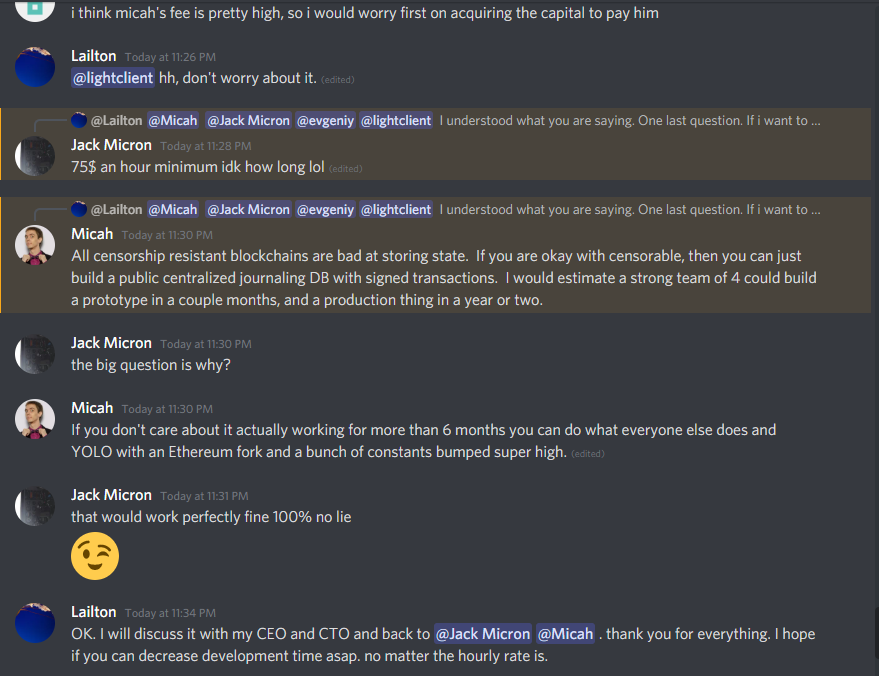 i think micah's fee is pretty high, so i would worry first on acquiring the capital to pay him
Lailton Today at 11:26 PM
@lightclient hh, don't worry about it. (edited)
@Lailton @Micah @Jack Micron @evgeniy @lightclient I understood what you are saying. One last question. If i want to ...
Jack Micron Today at 11:28 PM
75$ an hour minimum idk how long lol (edited)
@Lailton @Micah @Jack Micron @evgeniy @lightclient I understood what you are saying. One last question. If i want to ...
Micah Today at 11:30 PM
All censorship resistant blockchains are bad at storing state. If you are okay with censorable, then you can just
build a public centralized journaling DB with signed transactions. I would estimate a strong team of 4 could build
a prototype in a couple months, and a production thing in a year or two.
Jack Micron Today at 11:30 PM
the big question is why?
Micah Today at 11:30 PM
If you don't care about it actually working for more than 6 months you can do what everyone else does and
YOLO with an Ethereum fork and a bunch of constants bumped super high. (edited)
Jack Micron Today at 11:31 PM
that would work perfectly fine 100% no lie
Lailton Today at 11:34 PM
OK. I will discuss it with my CEO and CTO and back to @Jack Micron @Micah . thank you for everything. I hope
if you can decrease development time asap. no matter the hourly rate is.